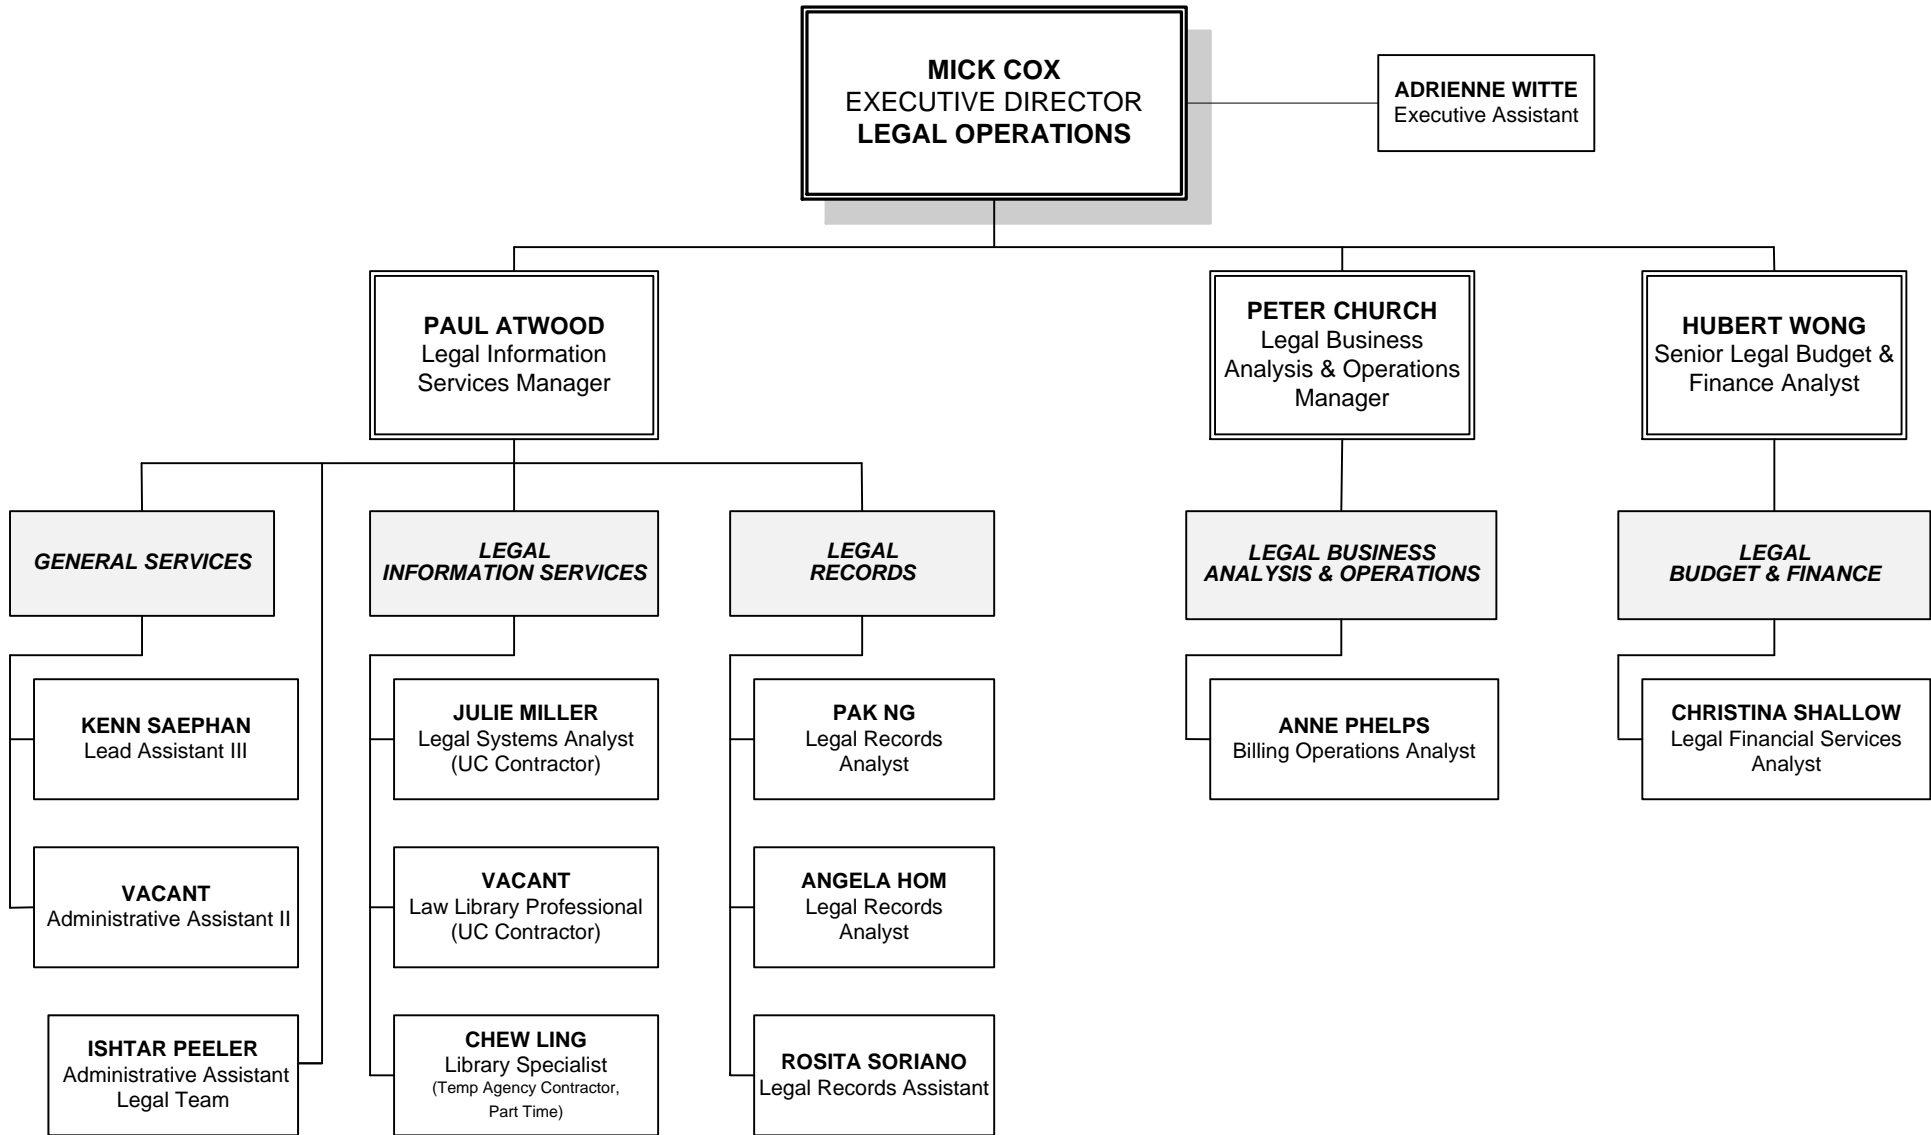 MICK COX
EXECUTIVE DIRECTOR
LEGAL OPERATIONS
ADRIENNE WITTE
Executive Assistant
PAUL ATWOOD
Legal Information
Services Manager
PETER CHURCH
Legal Business
Analysis & Operations
Manager
HUBERT WONG
Senior Legal Budget &
Finance Analyst
GENERAL SERVICES
LEGAL
INFORMATION SERVICES
LEGAL
RECORDS
LEGAL BUSINESS
ANALYSIS & OPERATIONS
LEGAL
BUDGET & FINANCE
KENN SAEPHAN
Lead Assistant III
JULIE MILLER
Legal Systems Analyst
(UC Contractor)
PAK NG
Legal Records
Analyst
ANNE PHELPS
Billing Operations Analyst
CHRISTINA SHALLOW
Legal Financial Services
Analyst
VACANT
Administrative Assistant II
VACANT
Law Library Professional
(UC Contractor)
ANGELA HOM
Legal Records
Analyst
ISHTAR PEELER
Administrative Assistant
Legal Team
CHEW LING
Library Specialist
(Temp Agency Contractor,
Part Time)
ROSITA SORIANO
Legal Records Assistant